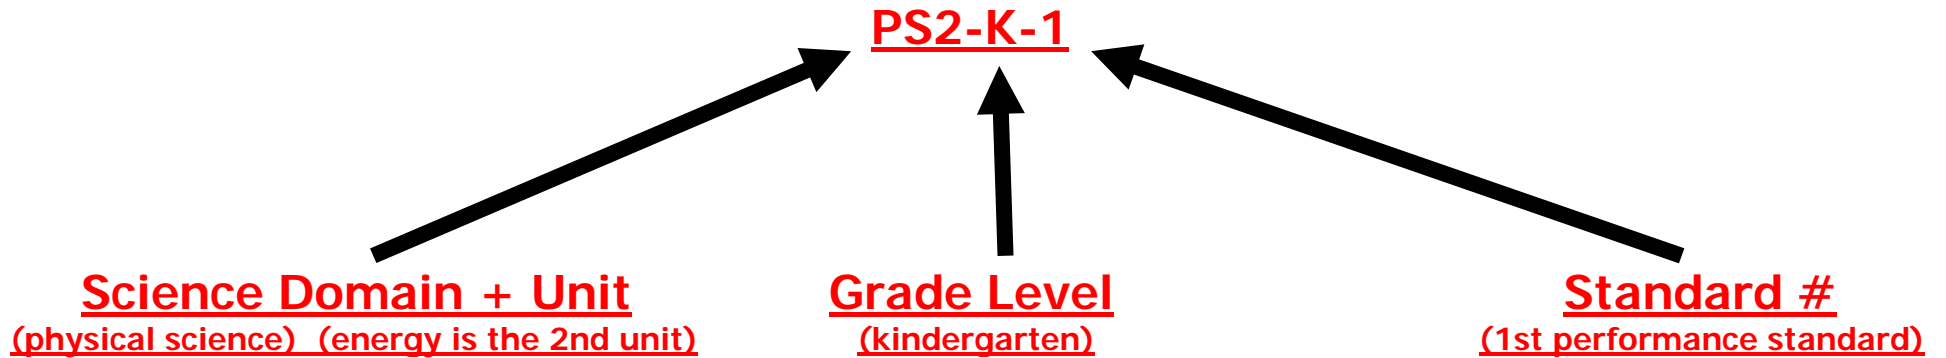 PS2-K-1
Science Domain + Unit
(physical science)  (energy is the 2nd unit)
Grade Level
(kindergarten)
Standard #
(1st performance standard)